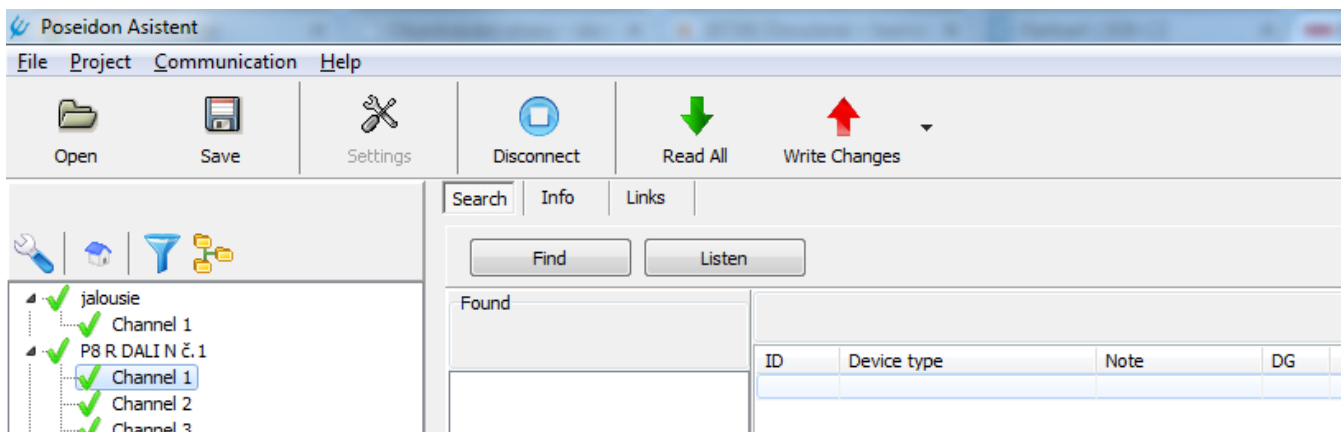 Poseidon Asistent
File Project Communication Help
Open Save Settings Disconnect Read All Write Changes
Search Info Links
Find Listen
jalousie
Channel 1
P8 R DALI N č.1
Channel 1
Channel 2
Channel 3
Found
ID Device type Note DG